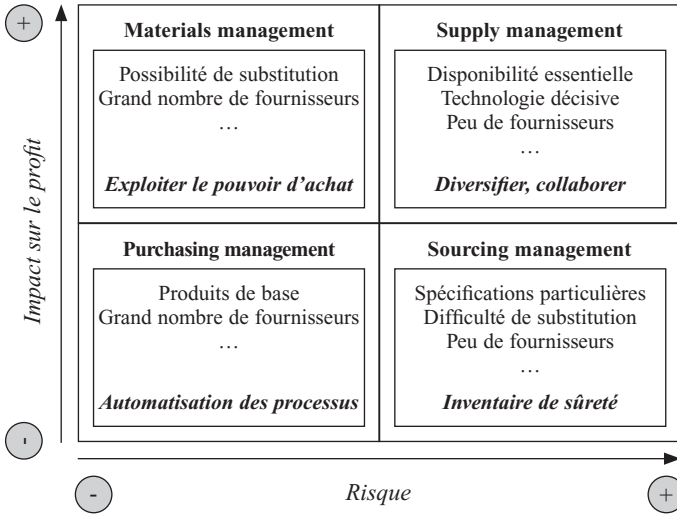 +
Impact sur le profit
-
Materials management
Possibilité de substitution
Grand nombre de fournisseurs
…
Exploiter le pouvoir d’achat
Supply management
Disponibilité essentielle
Technologie décisive
Peu de fournisseurs
…
Diversifier, collaborer
Purchasing management
Produits de base
Grand nombre de fournisseurs
…
Automatisation des processus
Sourcing management
Spécifications particulières
Difficulté de substitution
Peu de fournisseurs
…
Inventaire de sûreté
-
Risque
+